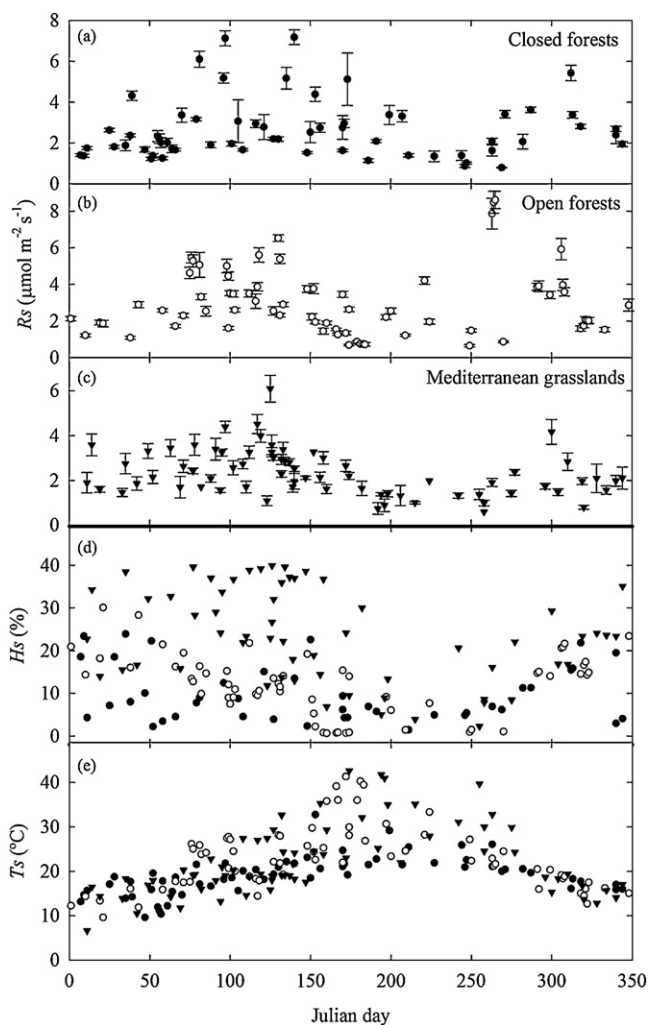 8
(a)
Closed forests
6
4
2
0
(b)
Open forests
8
6
4
2
0
Rs (μmol m⁻² s⁻¹)
(c)
Mediterranean grasslands
6
4
2
0
(d)
40
30
20
10
0
Hs (%)
(e)
40
30
20
10
0
Ts (°C)
0 50 100 150 200 250 300 350
Julian day